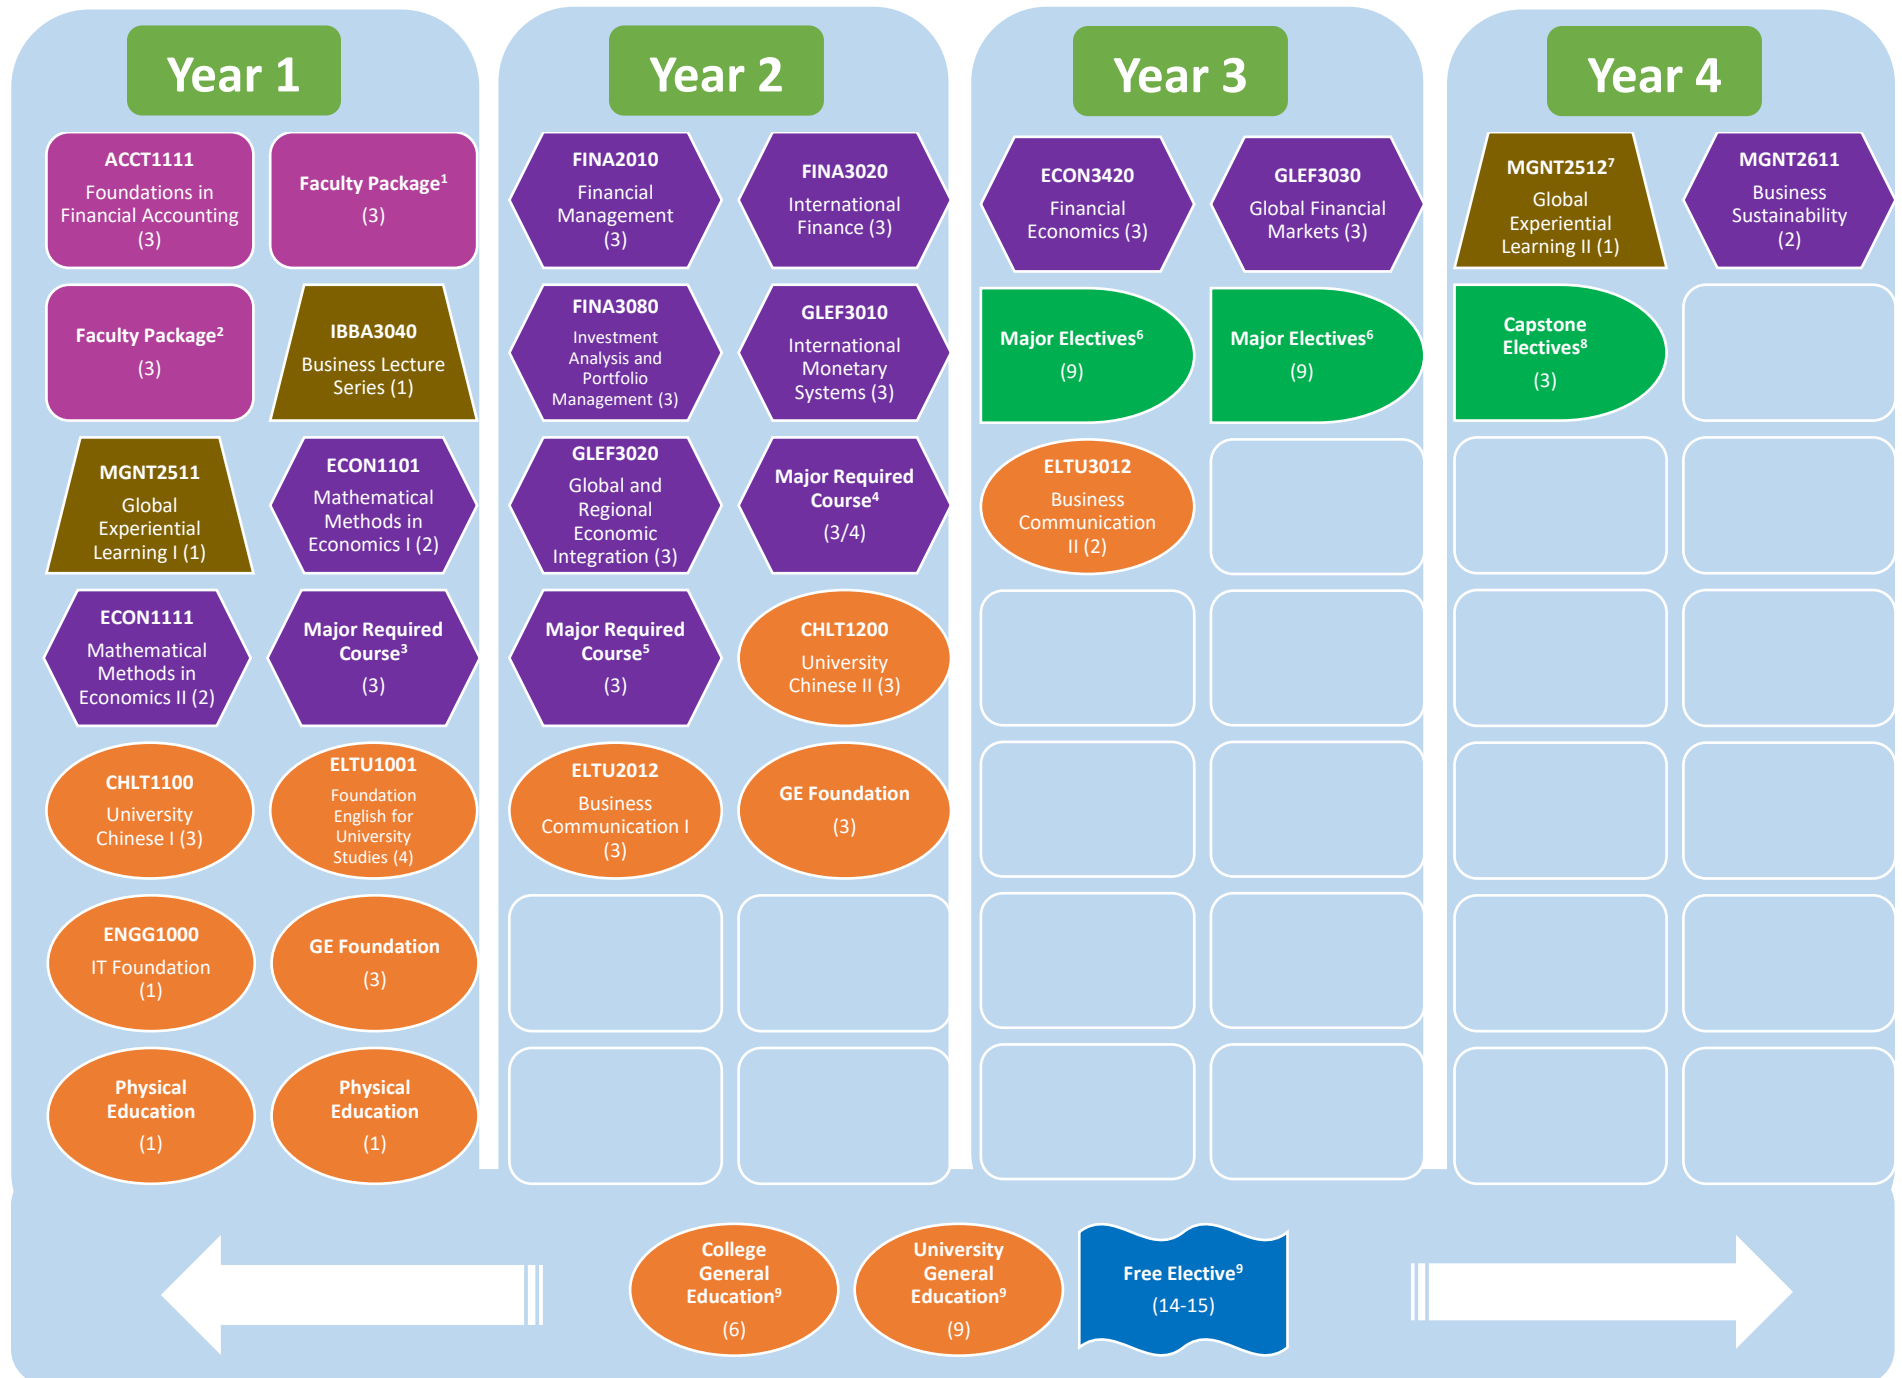 Year 1
ACCT1111
Foundations in
Financial Accounting
(3)
Faculty Package¹
(3)
Faculty Package²
(3)
IBBA3040
Business Lecture
Series (1)
MGNT2511
Global
Experiential
Learning I (1)
ECON1101
Mathematical
Methods in
Economics I (2)
ECON1111
Mathematical
Methods in
Economics II (2)
Major Required
Course³
(3)
CHLT1100
University
Chinese I (3)
ELTU1001
Foundation
English for
University
Studies (4)
ENGG1000
IT Foundation
(1)
GE Foundation
(3)
Physical
Education
(1)
Physical
Education
(1)
Year 2
FINA2010
Financial
Management
(3)
FINA3020
International
Finance (3)
FINA3080
Investment
Analysis and
Portfolio
Management (3)
GLEF3010
International
Monetary
Systems (3)
GLEF3020
Global and
Regional
Economic
Integration (3)
Major Required
Course⁴
(3/4)
Major Required
Course⁵
(3)
CHLT1200
University
Chinese II (3)
ELTU2012
Business
Communication I
(3)
GE Foundation
(3)
Year 3
ECON3420
Financial
Economics (3)
GLEF3030
Global Financial
Markets (3)
Major Electives⁶
(9)
Major Electives⁶
(9)
ELTU3012
Business
Communication
II (2)
Year 4
MGNT2512⁷
Global
Experiential
Learning II (1)
MGNT2611
Business
Sustainability
(2)
Capstone
Electives⁸
(3)
College
General
Education⁹
(6)
University
General
Education⁹
(9)
Free Elective⁹
(14-15)